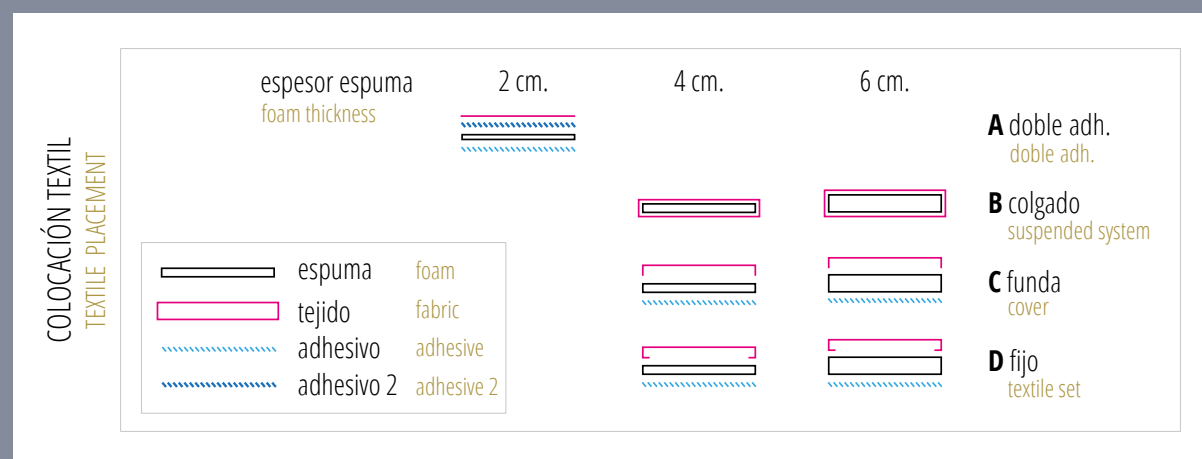 COLOCACIÓN TEXTIL
TEXTILE PLACEMENT
espesor espuma
foam thickness
2 cm.
4 cm.
6 cm.
A doble adh.
doble adh.
B colgado
suspended system
C funda
cover
D fijo
textile set
espuma foam
tejido fabric
adhesivo adhesive
adhesivo 2 adhesive 2